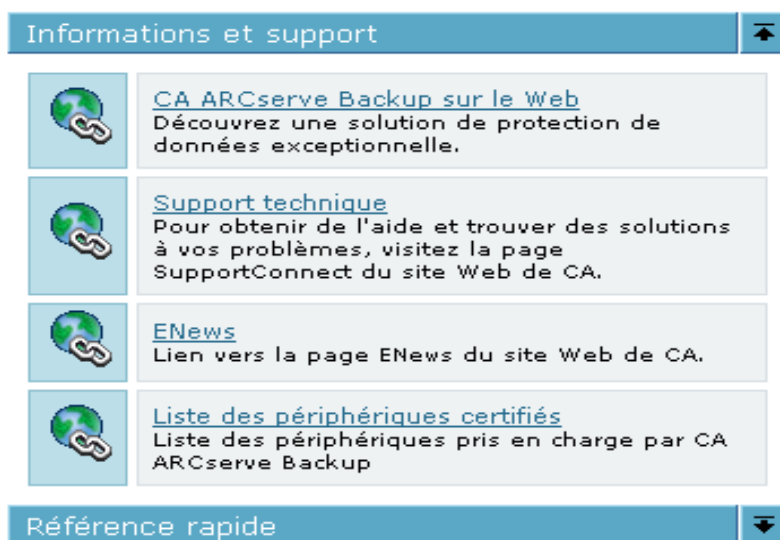 Informations et support
CA ARCserve Backup sur le Web
Découvrez une solution de protection de
données exceptionnelle.
Support technique
Pour obtenir de l'aide et trouver des solutions
à vos problèmes, visitez la page
SupportConnect du site Web de CA.
ENews
Lien vers la page ENews du site Web de CA.
Liste des périphériques certifiés
Liste des périphériques pris en charge par CA
ARCserve Backup
Référence rapide